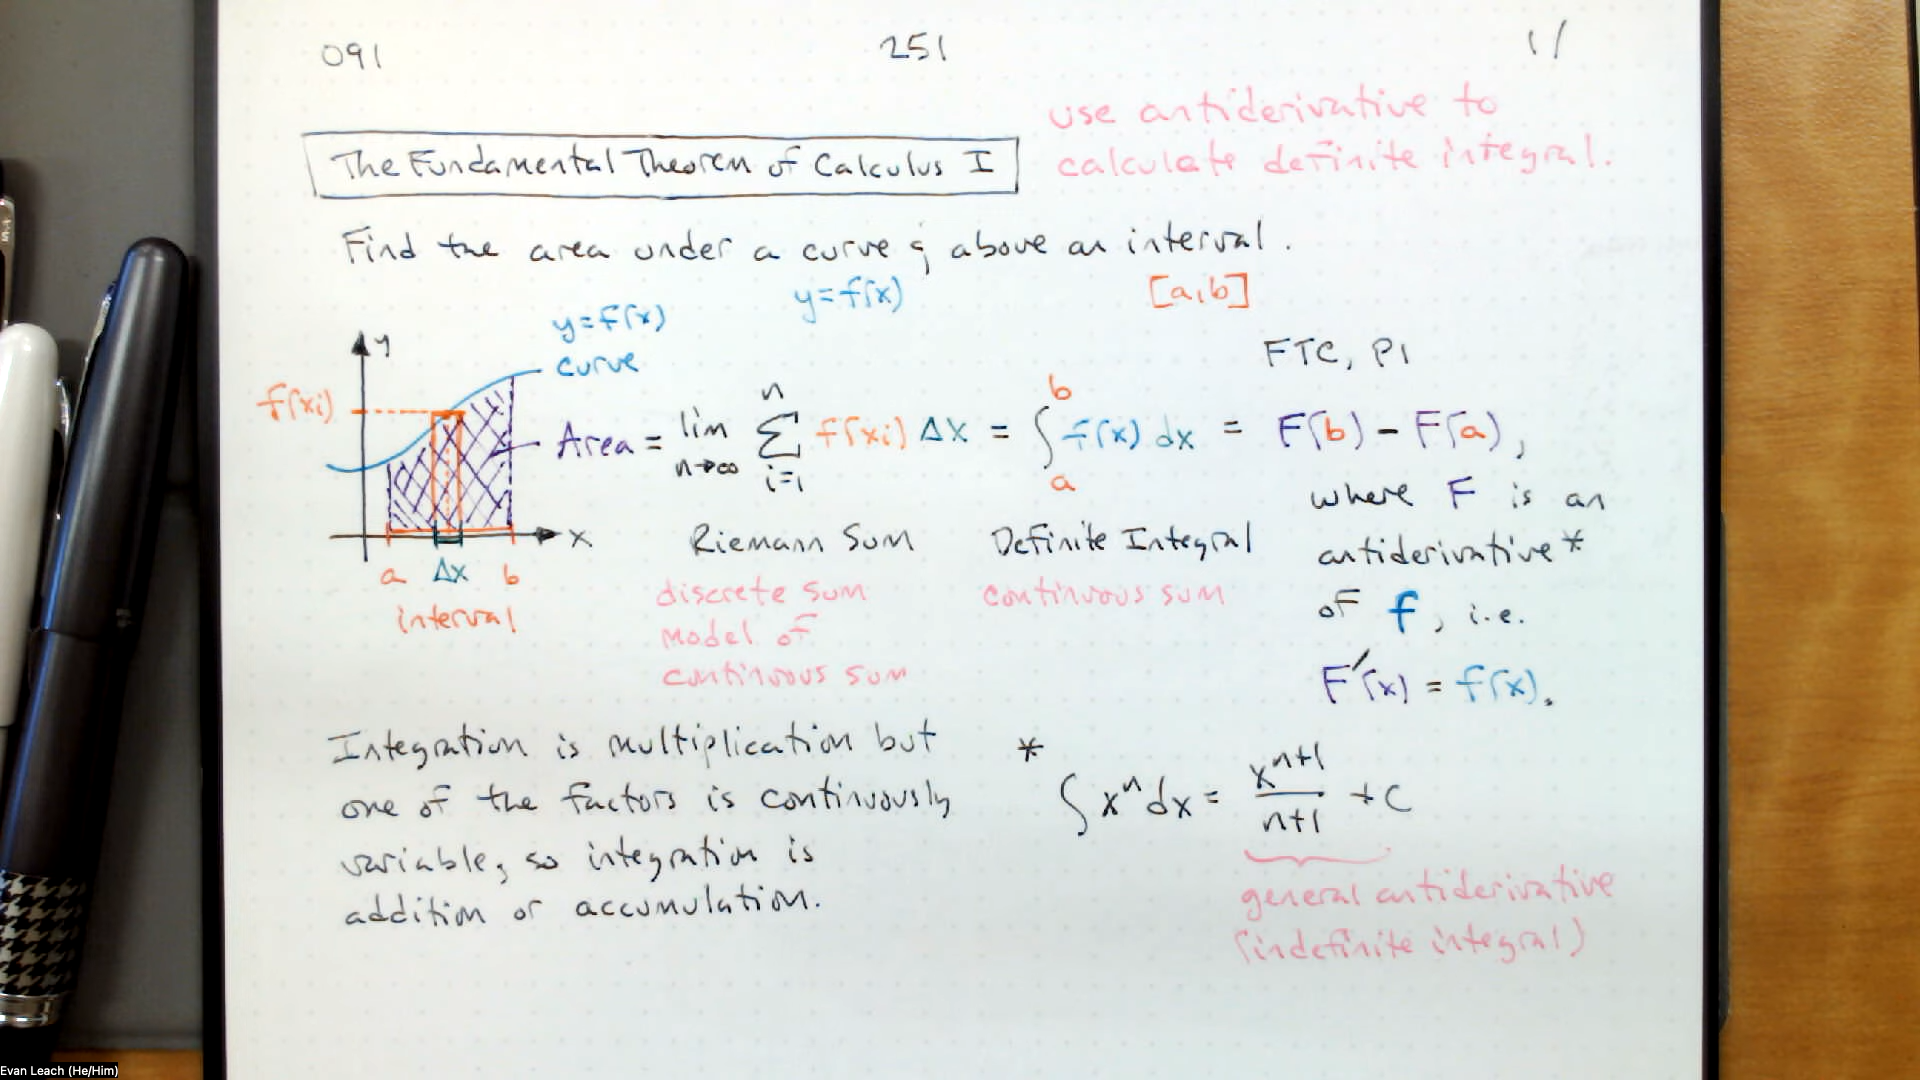 091 251 1/
use antiderivative to
calculate definite integral.
The Fundamental Theorem of Calculus I
Find the area under a curve & above an interval.
y=f(x) [a,b]
y=f(x)
curve
y
FTC, P1
f(xi)
Area = lim n→∞ n Σ i=1 f(xi) Δx = ∫ b a f(x) dx = F(b) - F(a),
where F is an
antiderivative*
of f, i.e.
F'(x) = f(x).
x
a Δx b
interval
Riemann Sum
discrete sum
model of
continuous sum
Definite Integral
continuous sum
Integration is multiplication but
one of the factors is continuously
variable, so integration is
addition or accumulation.
* ∫ x^n dx = x^(n+1)/(n+1) + C
general antiderivative
(indefinite integral)
Evan Leach (He/Him)